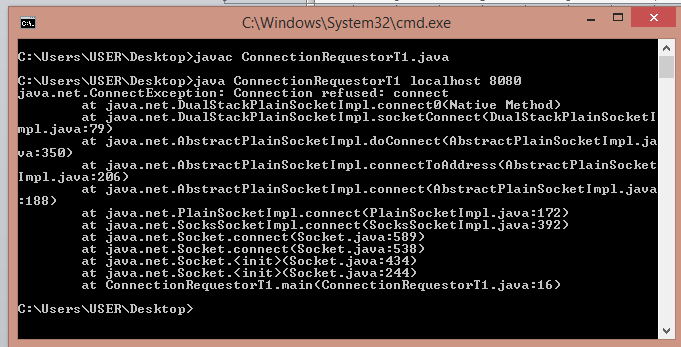 C:\Windows\System32\cmd.exe
C:\Users\USER\Desktop>javac ConnectionRequestorT1.java
C:\Users\USER\Desktop>java ConnectionRequestorT1 localhost 8080
java.net.ConnectException: Connection refused: connect
at java.net.DualStackPlainSocketImpl.connect0(Native Method)
at java.net.DualStackPlainSocketImpl.socketConnect(DualStackPlainSocketI
mpl.java:79)
at java.net.AbstractPlainSocketImpl.doConnect(AbstractPlainSocketImpl.ja
va:350)
at java.net.AbstractPlainSocketImpl.connectToAddress(AbstractPlainSocket
Impl.java:206)
at java.net.AbstractPlainSocketImpl.connect(AbstractPlainSocketImpl.java
:188)
at java.net.PlainSocketImpl.connect(PlainSocketImpl.java:172)
at java.net.SocksSocketImpl.connect(SocksSocketImpl.java:392)
at java.net.Socket.connect(Socket.java:589)
at java.net.Socket.connect(Socket.java:538)
at java.net.Socket.<init>(Socket.java:434)
at java.net.Socket.<init>(Socket.java:244)
at ConnectionRequestorT1.main(ConnectionRequestorT1.java:16)
C:\Users\USER\Desktop>